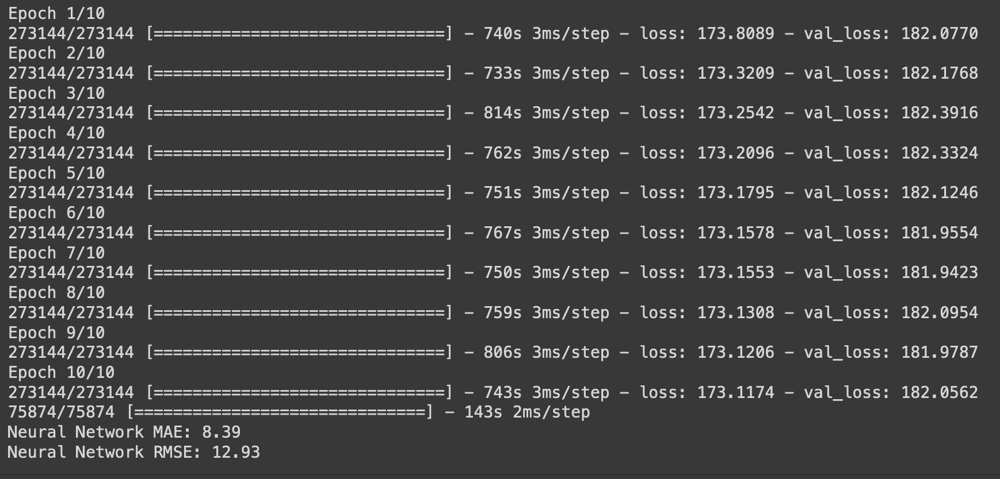 Epoch 1/10
273144/273144 [==============================] - 740s 3ms/step - loss: 173.8089 - val_loss: 182.0770
Epoch 2/10
273144/273144 [==============================] - 733s 3ms/step - loss: 173.3209 - val_loss: 182.1768
Epoch 3/10
273144/273144 [==============================] - 814s 3ms/step - loss: 173.2542 - val_loss: 182.3916
Epoch 4/10
273144/273144 [==============================] - 762s 3ms/step - loss: 173.2096 - val_loss: 182.3324
Epoch 5/10
273144/273144 [==============================] - 751s 3ms/step - loss: 173.1795 - val_loss: 182.1246
Epoch 6/10
273144/273144 [==============================] - 767s 3ms/step - loss: 173.1578 - val_loss: 181.9554
Epoch 7/10
273144/273144 [==============================] - 750s 3ms/step - loss: 173.1553 - val_loss: 181.9423
Epoch 8/10
273144/273144 [==============================] - 759s 3ms/step - loss: 173.1308 - val_loss: 182.0954
Epoch 9/10
273144/273144 [==============================] - 806s 3ms/step - loss: 173.1206 - val_loss: 181.9787
Epoch 10/10
273144/273144 [==============================] - 743s 3ms/step - loss: 173.1174 - val_loss: 182.0562
75874/75874 [==============================] - 143s 2ms/step
Neural Network MAE: 8.39
Neural Network RMSE: 12.93